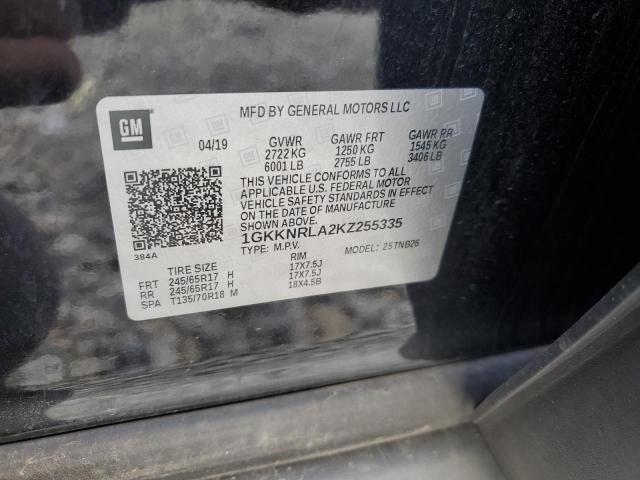 GM
MFD BY GENERAL MOTORS LLC
04/19 GVWR GAWR FRT GAWR RR
2722 KG 1250 KG 1545 KG
6001 LB 2755 LB 3406 LB
THIS VEHICLE CONFORMS TO ALL
APPLICABLE U.S. FEDERAL MOTOR
VEHICLE SAFETY STANDARDS IN EFFECT
ON THE DATE OF MANUFACTURE
SHOWN ABOVE.
1GKKNRLA2KZ255335
TYPE: M.P.V. MODEL: 25TNB26
384A
TIRE SIZE RIM
FRT 245/65R17 H 17X7.5J
RR 245/65R17 H 17X7.5J
SPA T135/70R18 M 18X4.5B